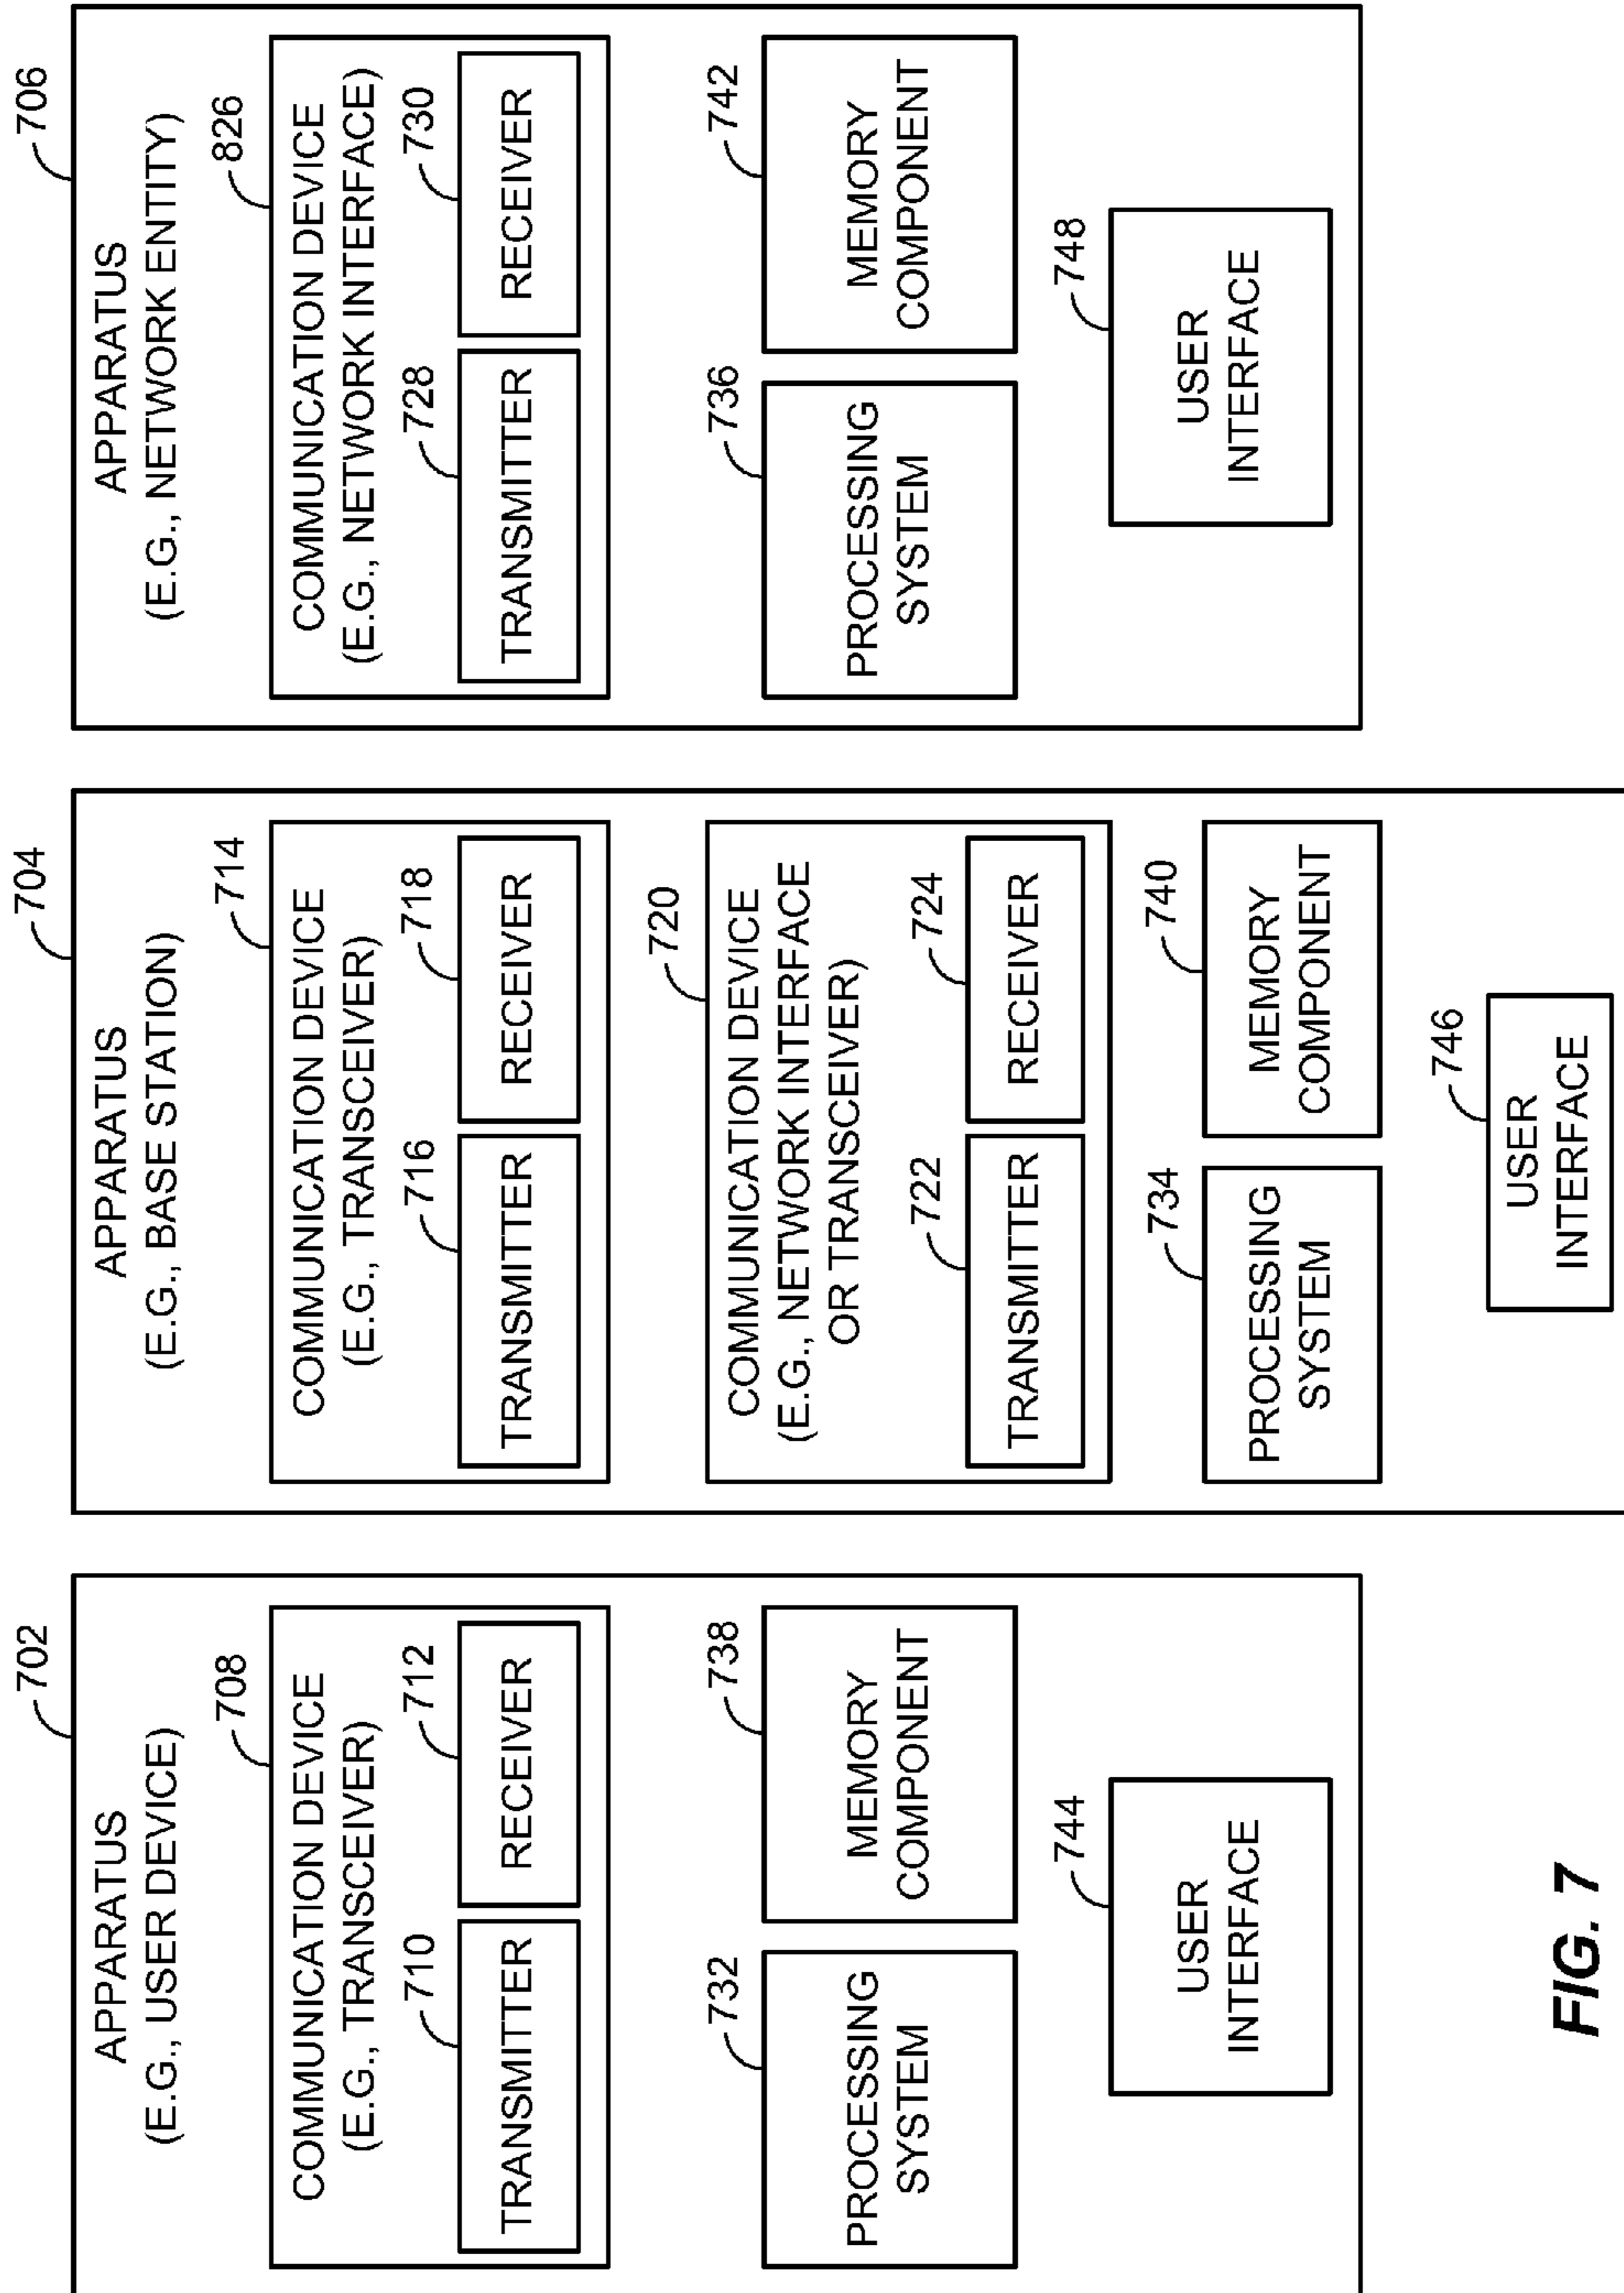 702
APPARATUS
(E.G., USER DEVICE)
708
COMMUNICATION DEVICE
(E.G., TRANSCEIVER)
710
TRANSMITTER
712
RECEIVER
732
PROCESSING
SYSTEM
738
MEMORY
COMPONENT
744
USER
INTERFACE
704
APPARATUS
(E.G., BASE STATION)
714
COMMUNICATION DEVICE
(E.G., TRANSCEIVER)
716
TRANSMITTER
718
RECEIVER
720
COMMUNICATION DEVICE
(E.G., NETWORK INTERFACE
OR TRANSCEIVER)
722
TRANSMITTER
724
RECEIVER
734
PROCESSING
SYSTEM
740
MEMORY
COMPONENT
746
USER
INTERFACE
706
APPARATUS
(E.G., NETWORK ENTITY)
826
COMMUNICATION DEVICE
(E.G., NETWORK INTERFACE)
728
TRANSMITTER
730
RECEIVER
736
PROCESSING
SYSTEM
742
MEMORY
COMPONENT
748
USER
INTERFACE
FIG. 7